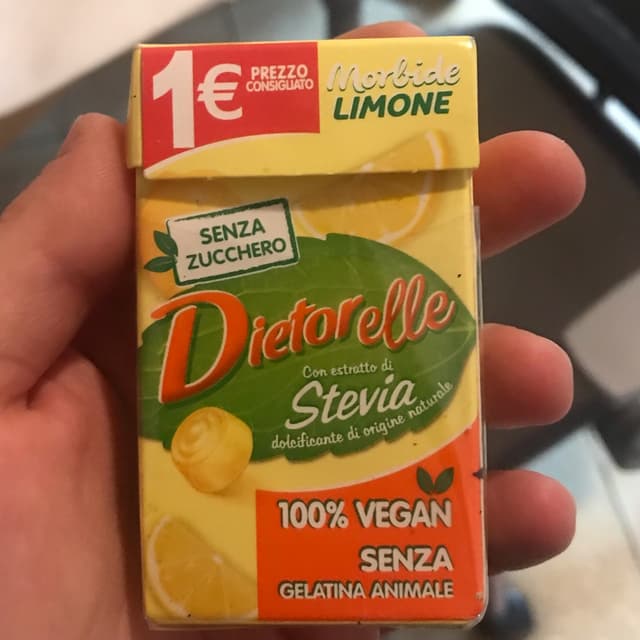 1€ PREZZO
CONSIGLIATO
Morbide
LIMONE
SENZA
ZUCCHERO
Dietorelle
Con estratto di
Stevia
dolcificante di origine naturale
100% VEGAN
SENZA
GELATINA ANIMALE